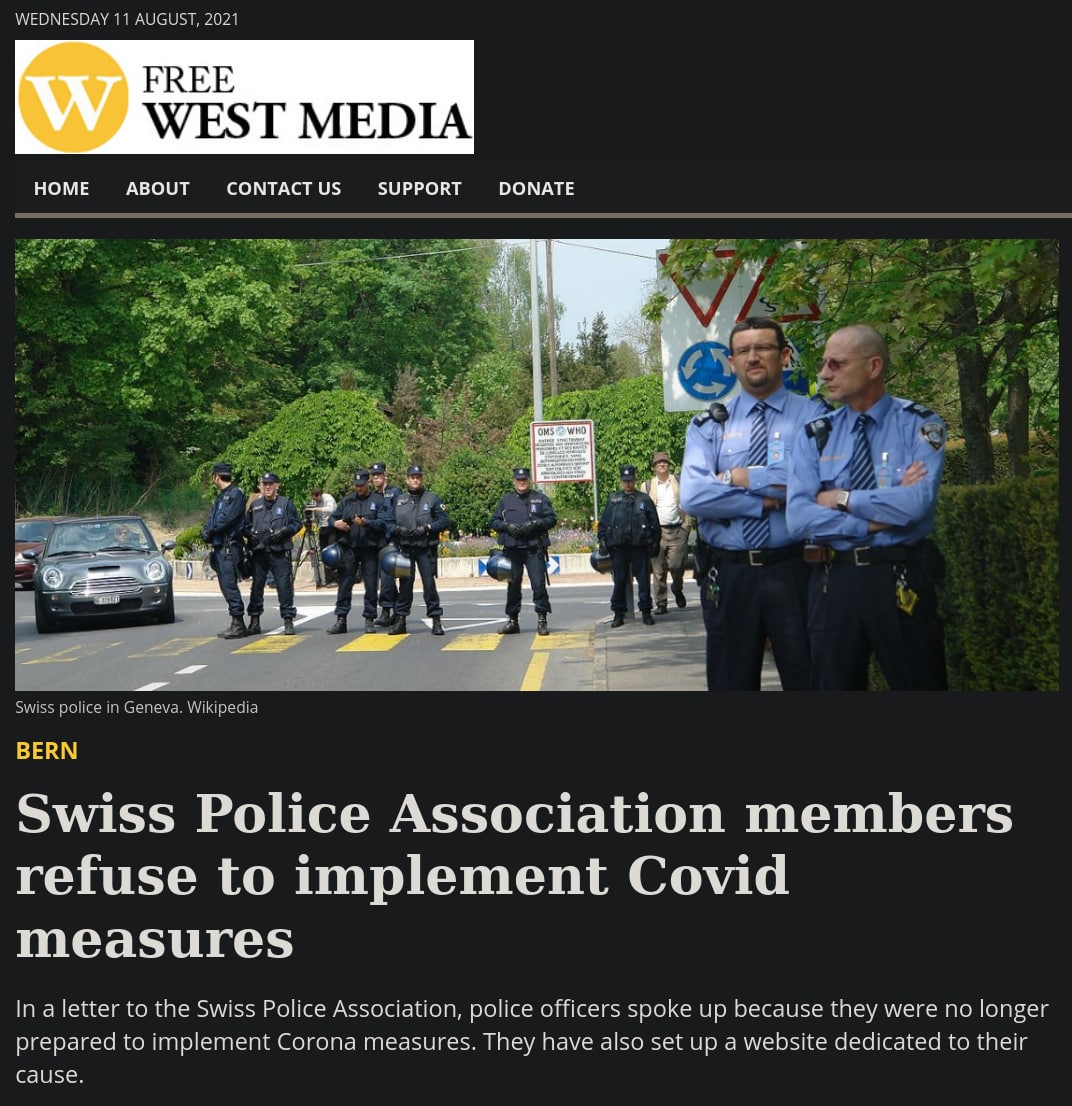 WEDNESDAY 11 AUGUST, 2021
W FREE
WEST MEDIA
HOME ABOUT CONTACT US SUPPORT DONATE
OMS WHO
Swiss police in Geneva. Wikipedia
BERN
Swiss Police Association members
refuse to implement Covid
measures
In a letter to the Swiss Police Association, police officers spoke up because they were no longer
prepared to implement Corona measures. They have also set up a website dedicated to their
cause.